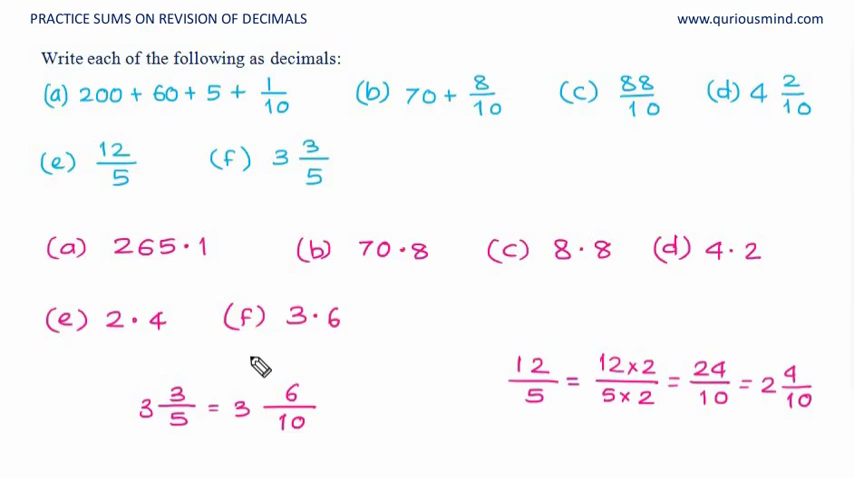 PRACTICE SUMS ON REVISION OF DECIMALS www.quriousmind.com
Write each of the following as decimals:
(a) 200 + 60 + 5 + 1/10 (b) 70 + 8/10 (c) 88/10 (d) 4 2/10
(e) 12/5 (f) 3 3/5
(a) 265·1 (b) 70·8 (c) 8·8 (d) 4·2
(e) 2·4 (f) 3·6
12/5 = 12×2/5×2 = 24/10 = 2 4/10
3 3/5 = 3 6/10